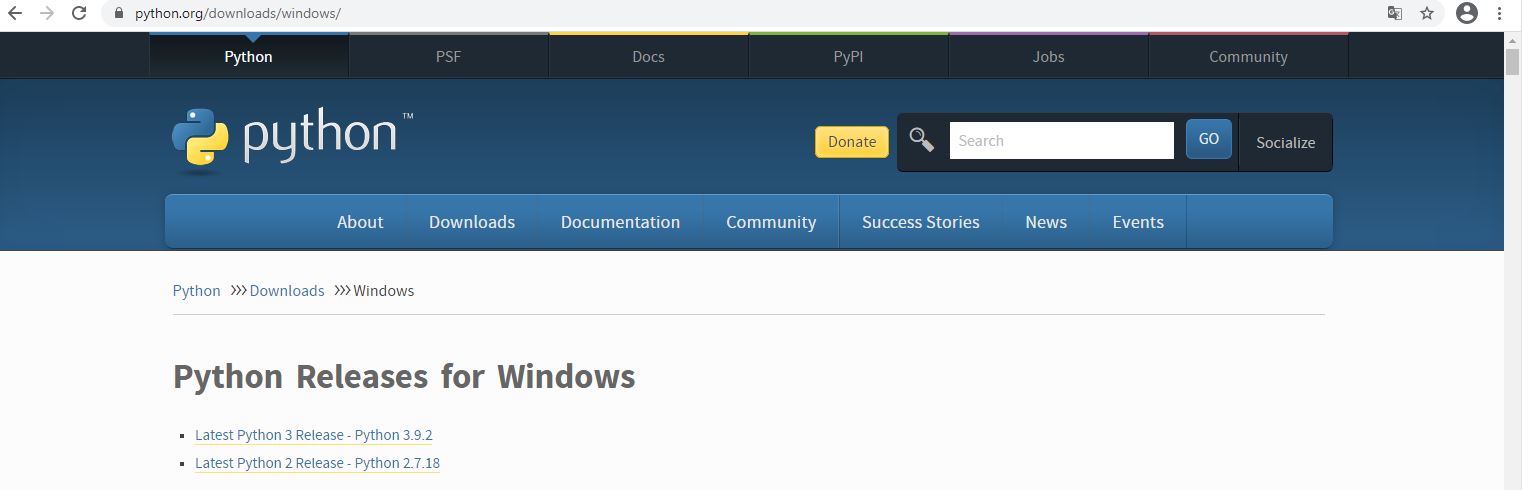 python.org/downloads/windows/
Python PSF Docs PyPI Jobs Community
python™
Donate Search GO Socialize
About Downloads Documentation Community Success Stories News Events
Python >>> Downloads >>> Windows
Python Releases for Windows
Latest Python 3 Release - Python 3.9.2
Latest Python 2 Release - Python 2.7.18